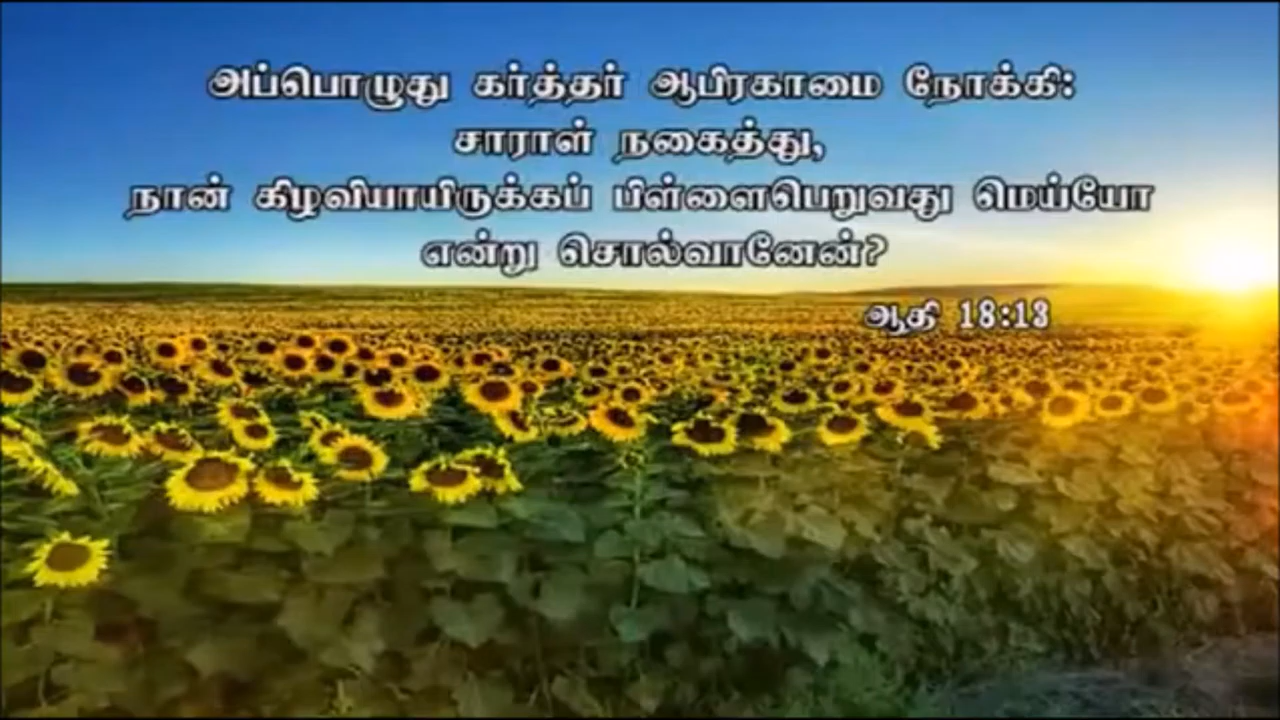 அப்பொழுது கர்த்தர் ஆபிரகாமை நோக்கி:
சாராள் நகைத்து,
நான் கிழவியாயிருக்கப் பிள்ளைபெறுவது மெய்யோ
என்று சொல்வானேன்?
ஆதி 18:13